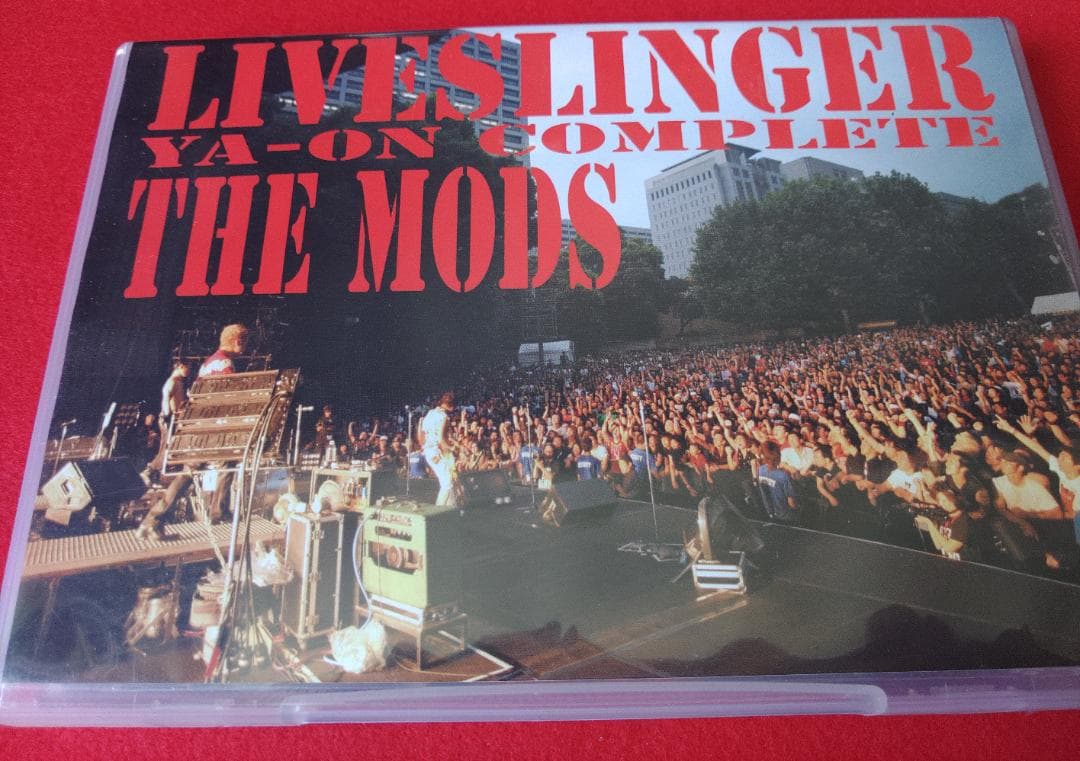 LIVESLINGER
YA-ON COMPLETE
THE MODS